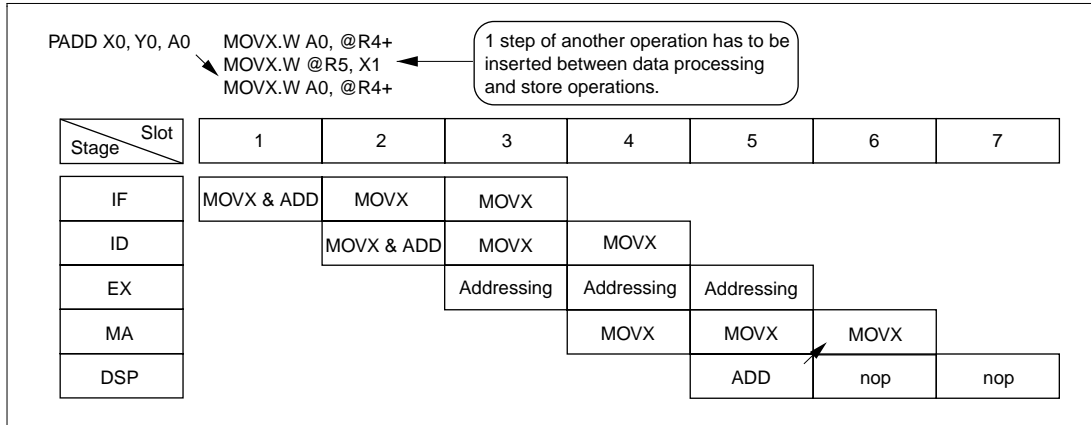 PADD X0, Y0, A0 MOVX.W A0, @R4+
MOVX.W @R5, X1
MOVX.W A0, @R4+
1 step of another operation has to be
inserted between data processing
and store operations.
Slot
Stage
1 2 3 4 5 6 7
IF MOVX & ADD MOVX MOVX
ID MOVX & ADD MOVX MOVX
EX Addressing Addressing Addressing
MA MOVX MOVX MOVX
DSP ADD nop nop